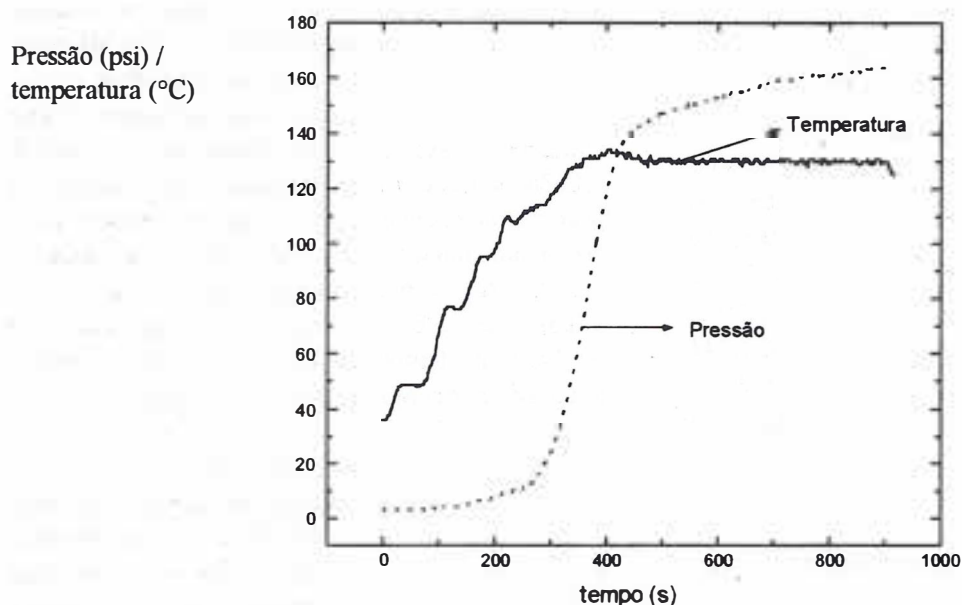 Pressão (psi) /
temperatura (°C)
180
160
140
120
100
80
60
40
20
0
Temperatura
Pressão
0 200 400 600 800 1000
tempo (s)